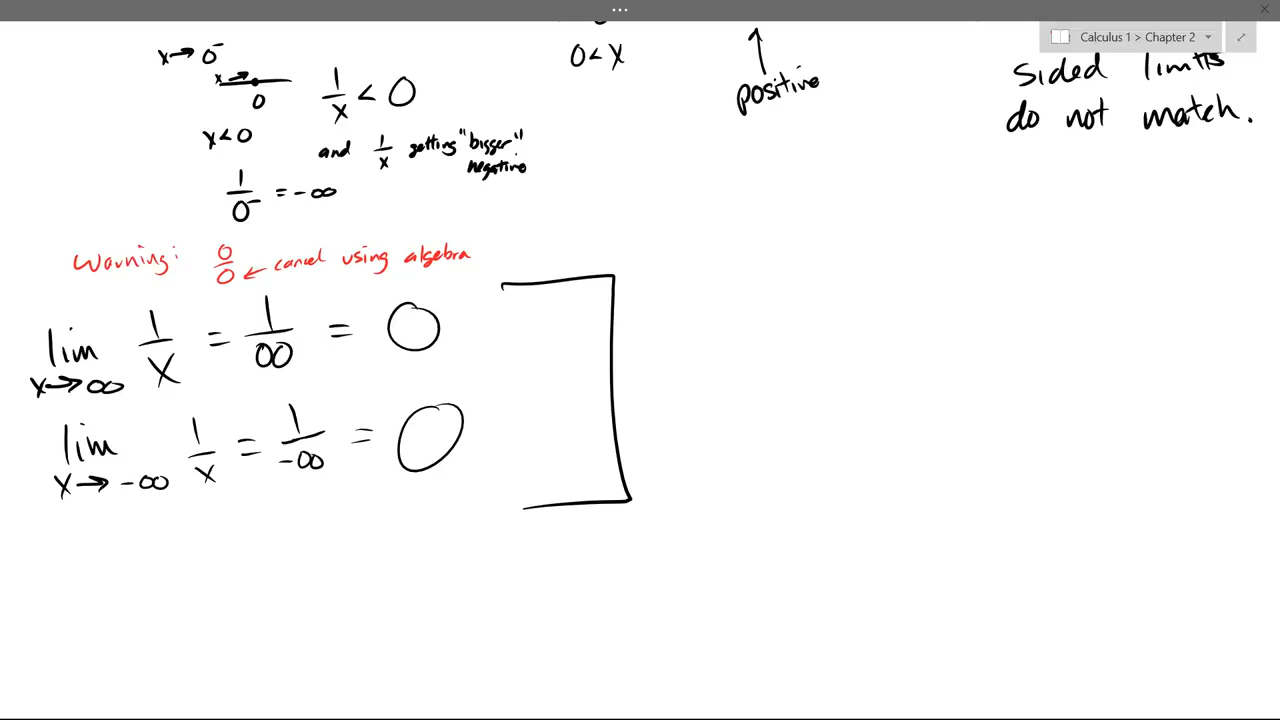 Calculus 1 > Chapter 2
x → 0⁻
x → 0
x < 0
1/x < 0
and 1/x getting "bigger" negative
1/0⁻ = -∞
0 < x
positive
sided limits
do not match.
Warning: 0/0 ← cancel using algebra
lim x→∞ 1/x = 1/∞ = 0
lim x→-∞ 1/x = 1/-∞ = 0